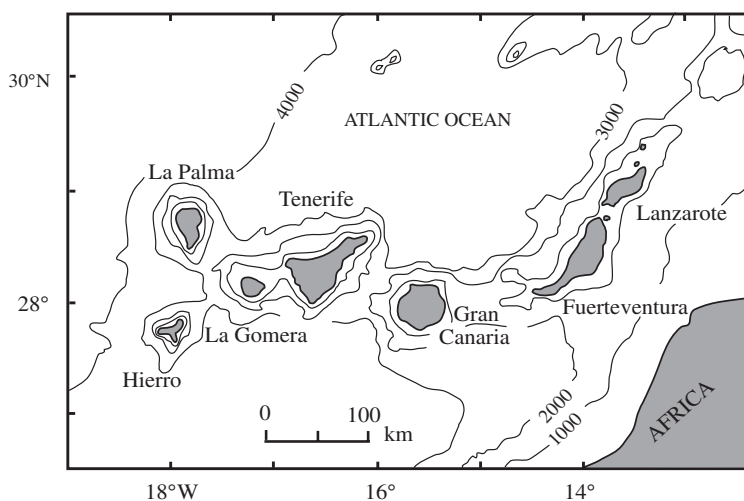 30°N
4000
ATLANTIC OCEAN
3000
La Palma
Tenerife
Lanzarote
28°
Fuerteventura
Gran
Canaria
La Gomera
Hierro
0
100
km
2000
1000
AFRICA
18°W
16°
14°